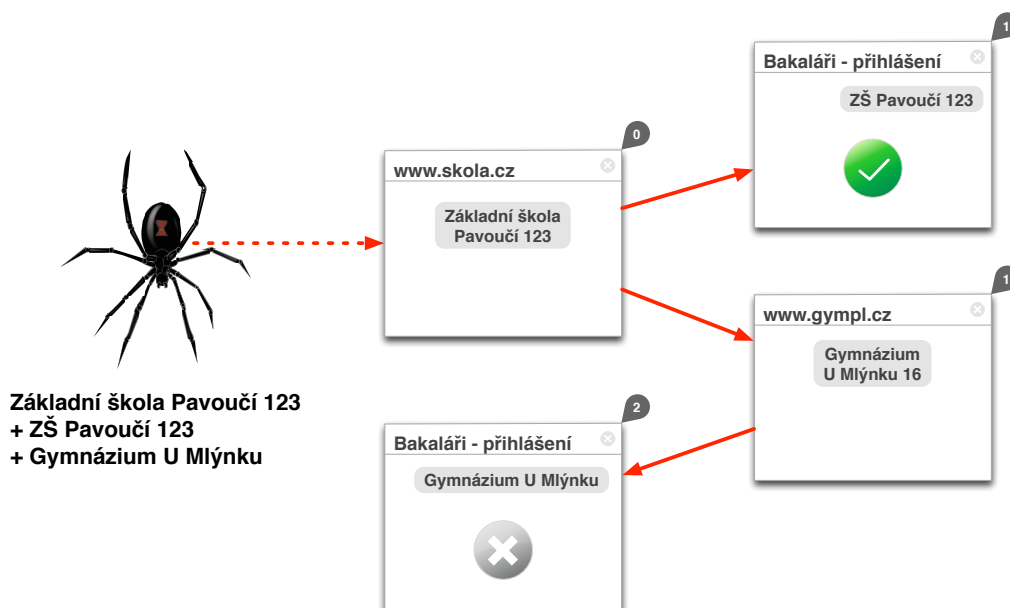 Základní škola Pavoučí 123
+ ZŠ Pavoučí 123
+ Gymnázium U Mlýnku
0
www.skola.cz
Základní škola
Pavoučí 123
1
Bakaláři - přihlášení
ZŠ Pavoučí 123
1
www.gympl.cz
Gymnázium
U Mlýnku 16
2
Bakaláři - přihlášení
Gymnázium U Mlýnku